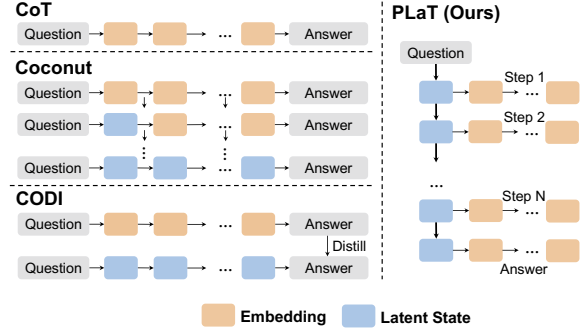 CoT
Question ... Answer
Coconut
Question ... Answer
Question ... Answer
... ...
Question ... Answer
CODI
Question ... Answer
Distill
Question ... Answer
PLaT (Ours)
Question
Step 1
...
Step 2
...
...
Step N
...
...
Answer
Embedding
Latent State